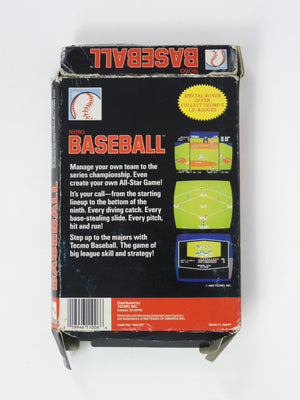 BASEBALL
TECMO
SPECIAL BONUS
OFFER
COLLECT TECMO'S
I.D. BADGES
TECMO
BASEBALL
Manage your own team to the
series championship. Even
create your own All-Star Game!
It's your call—from the starting
lineup to the bottom of the
ninth. Every diving catch. Every
base-stealing slide. Every pitch,
hit and run!
Step up to the majors with
Tecmo Baseball. The game of
big league skill and strategy!
Distributed by
TECMO, INC.
Made in Japan